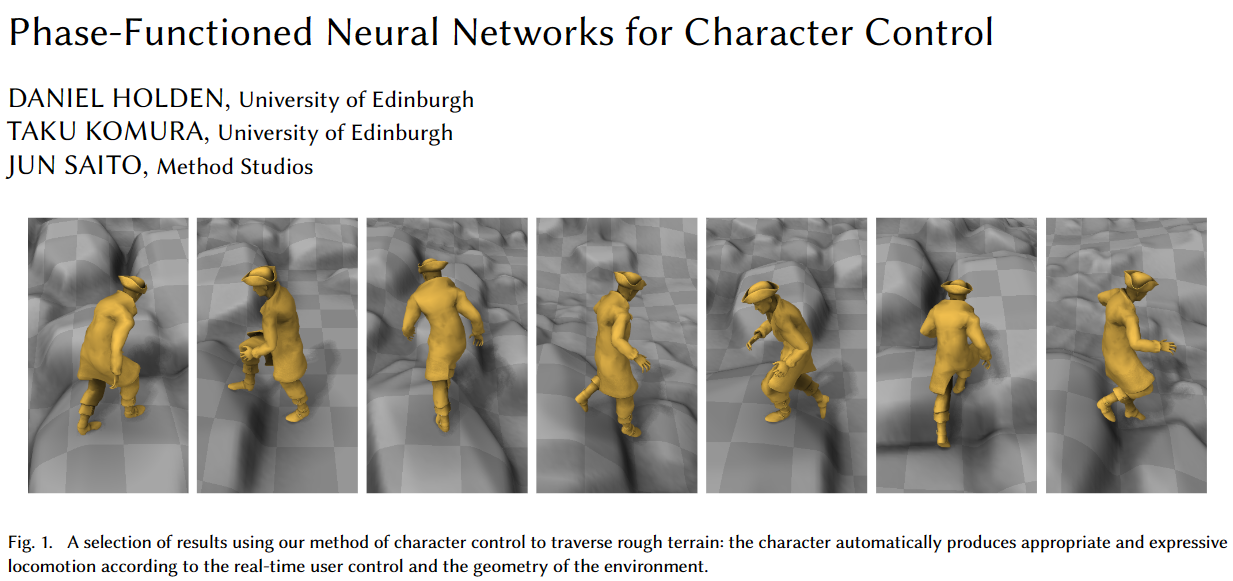 Phase-Functioned Neural Networks for Character Control
DANIEL HOLDEN, University of Edinburgh
TAKU KOMURA, University of Edinburgh
JUN SAITO, Method Studios
Fig. 1. A selection of results using our method of character control to traverse rough terrain: the character automatically produces appropriate and expressive
locomotion according to the real-time user control and the geometry of the environment.